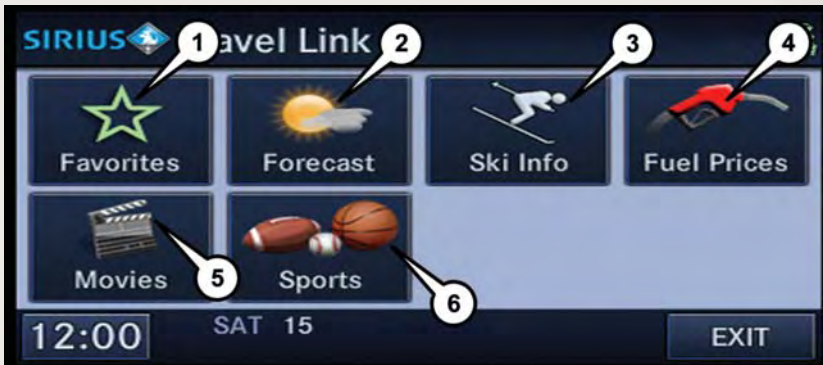 SIRIUS avel Link
1 2 3 4
Favorites Forecast Ski Info Fuel Prices
Movies Sports
5 6
12:00 SAT 15 EXIT